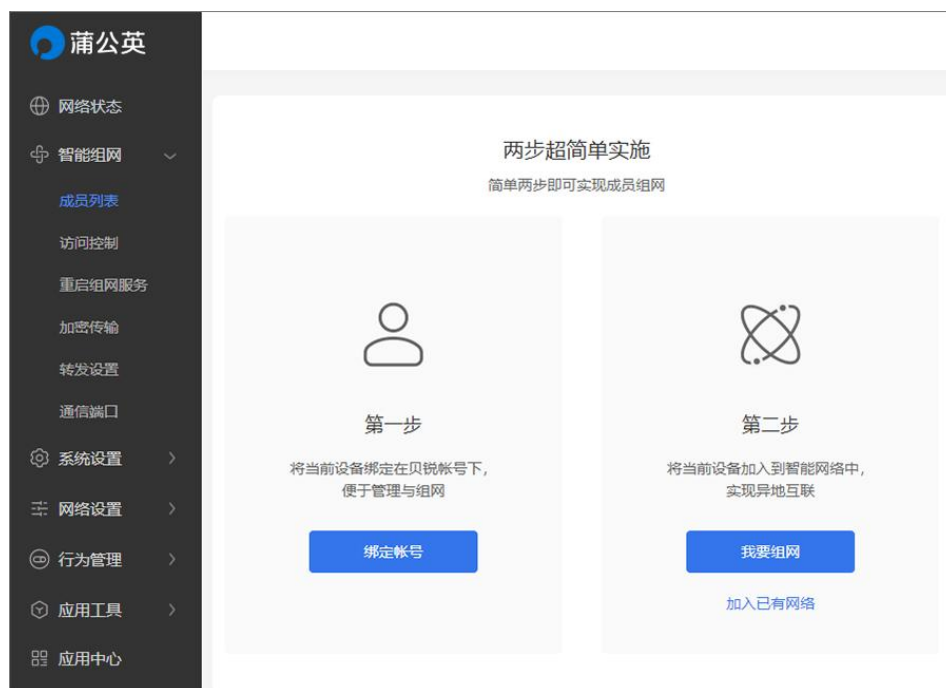 蒲公英
网络状态
智能组网
成员列表
访问控制
重启组网服务
加密传输
转发设置
通信端口
系统设置
网络设置
行为管理
应用工具
应用中心
两步超简单实施
简单两步即可实现成员组网
第一步
将当前设备绑定在贝锐帐号下，
便于管理与组网
绑定帐号
第二步
将当前设备加入到智能网络中，
实现异地互联
我要组网
加入已有网络